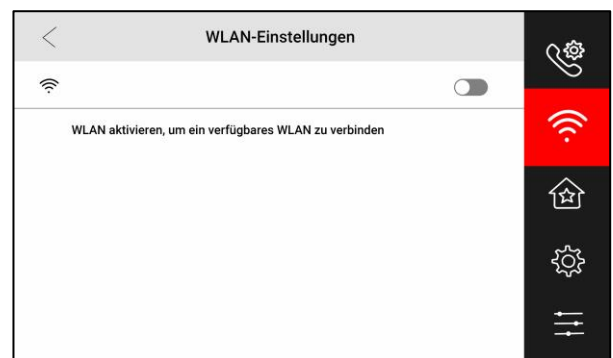 WLAN-Einstellungen
WLAN aktivieren, um ein verfügbares WLAN zu verbinden